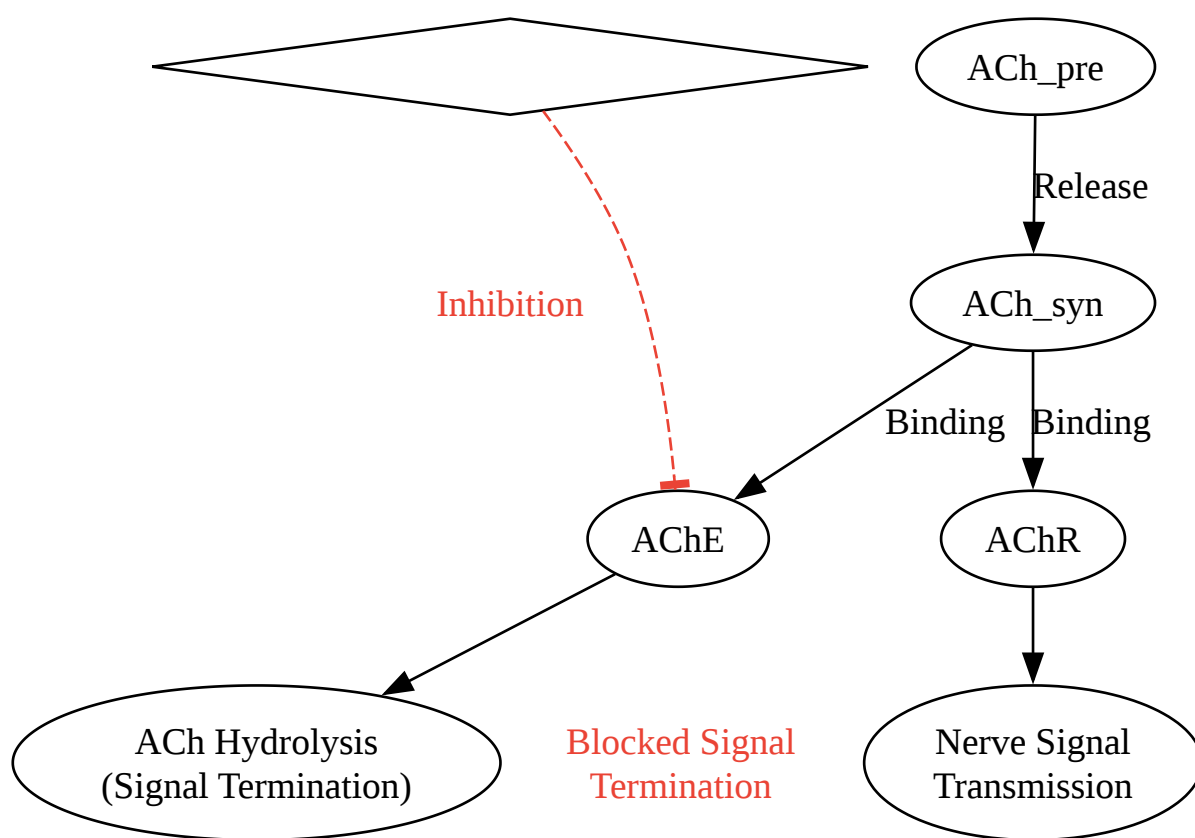 ACh_pre
Release
Inhibition
ACh_syn
Binding
Binding
AChE
AChR
ACh Hydrolysis
(Signal Termination)
Blocked Signal
Termination
Nerve Signal
Transmission